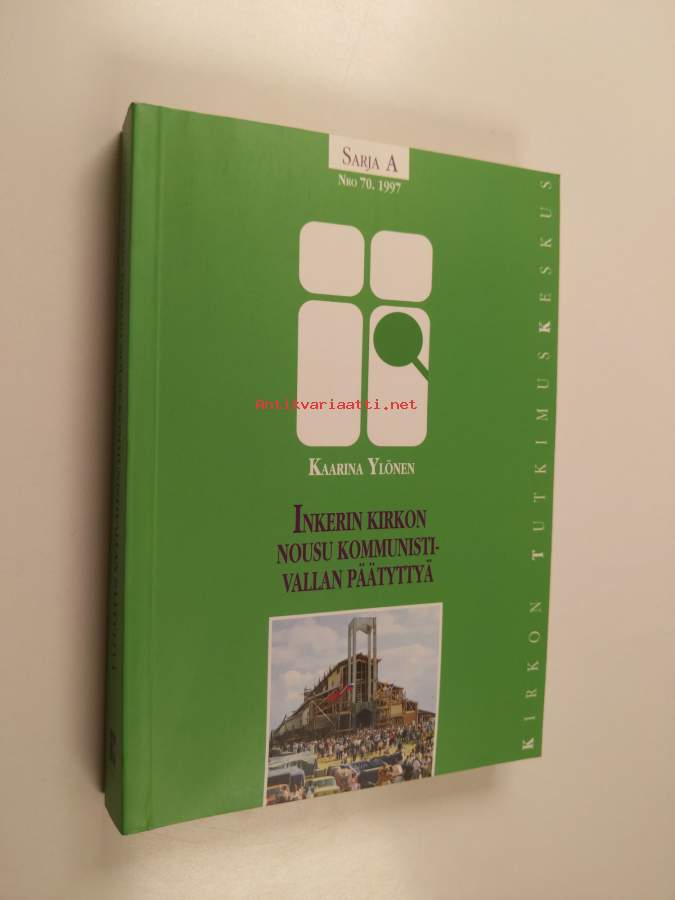 SARJA A
NRO 70. 1997
Antikvariaatti.net
KAARINA YLÖNEN
INKERIN KIRKON
NOUSU KOMMUNISTI-
VALLAN PÄÄTYTTYÄ
KIRKON TUTKIMUSKESKUS